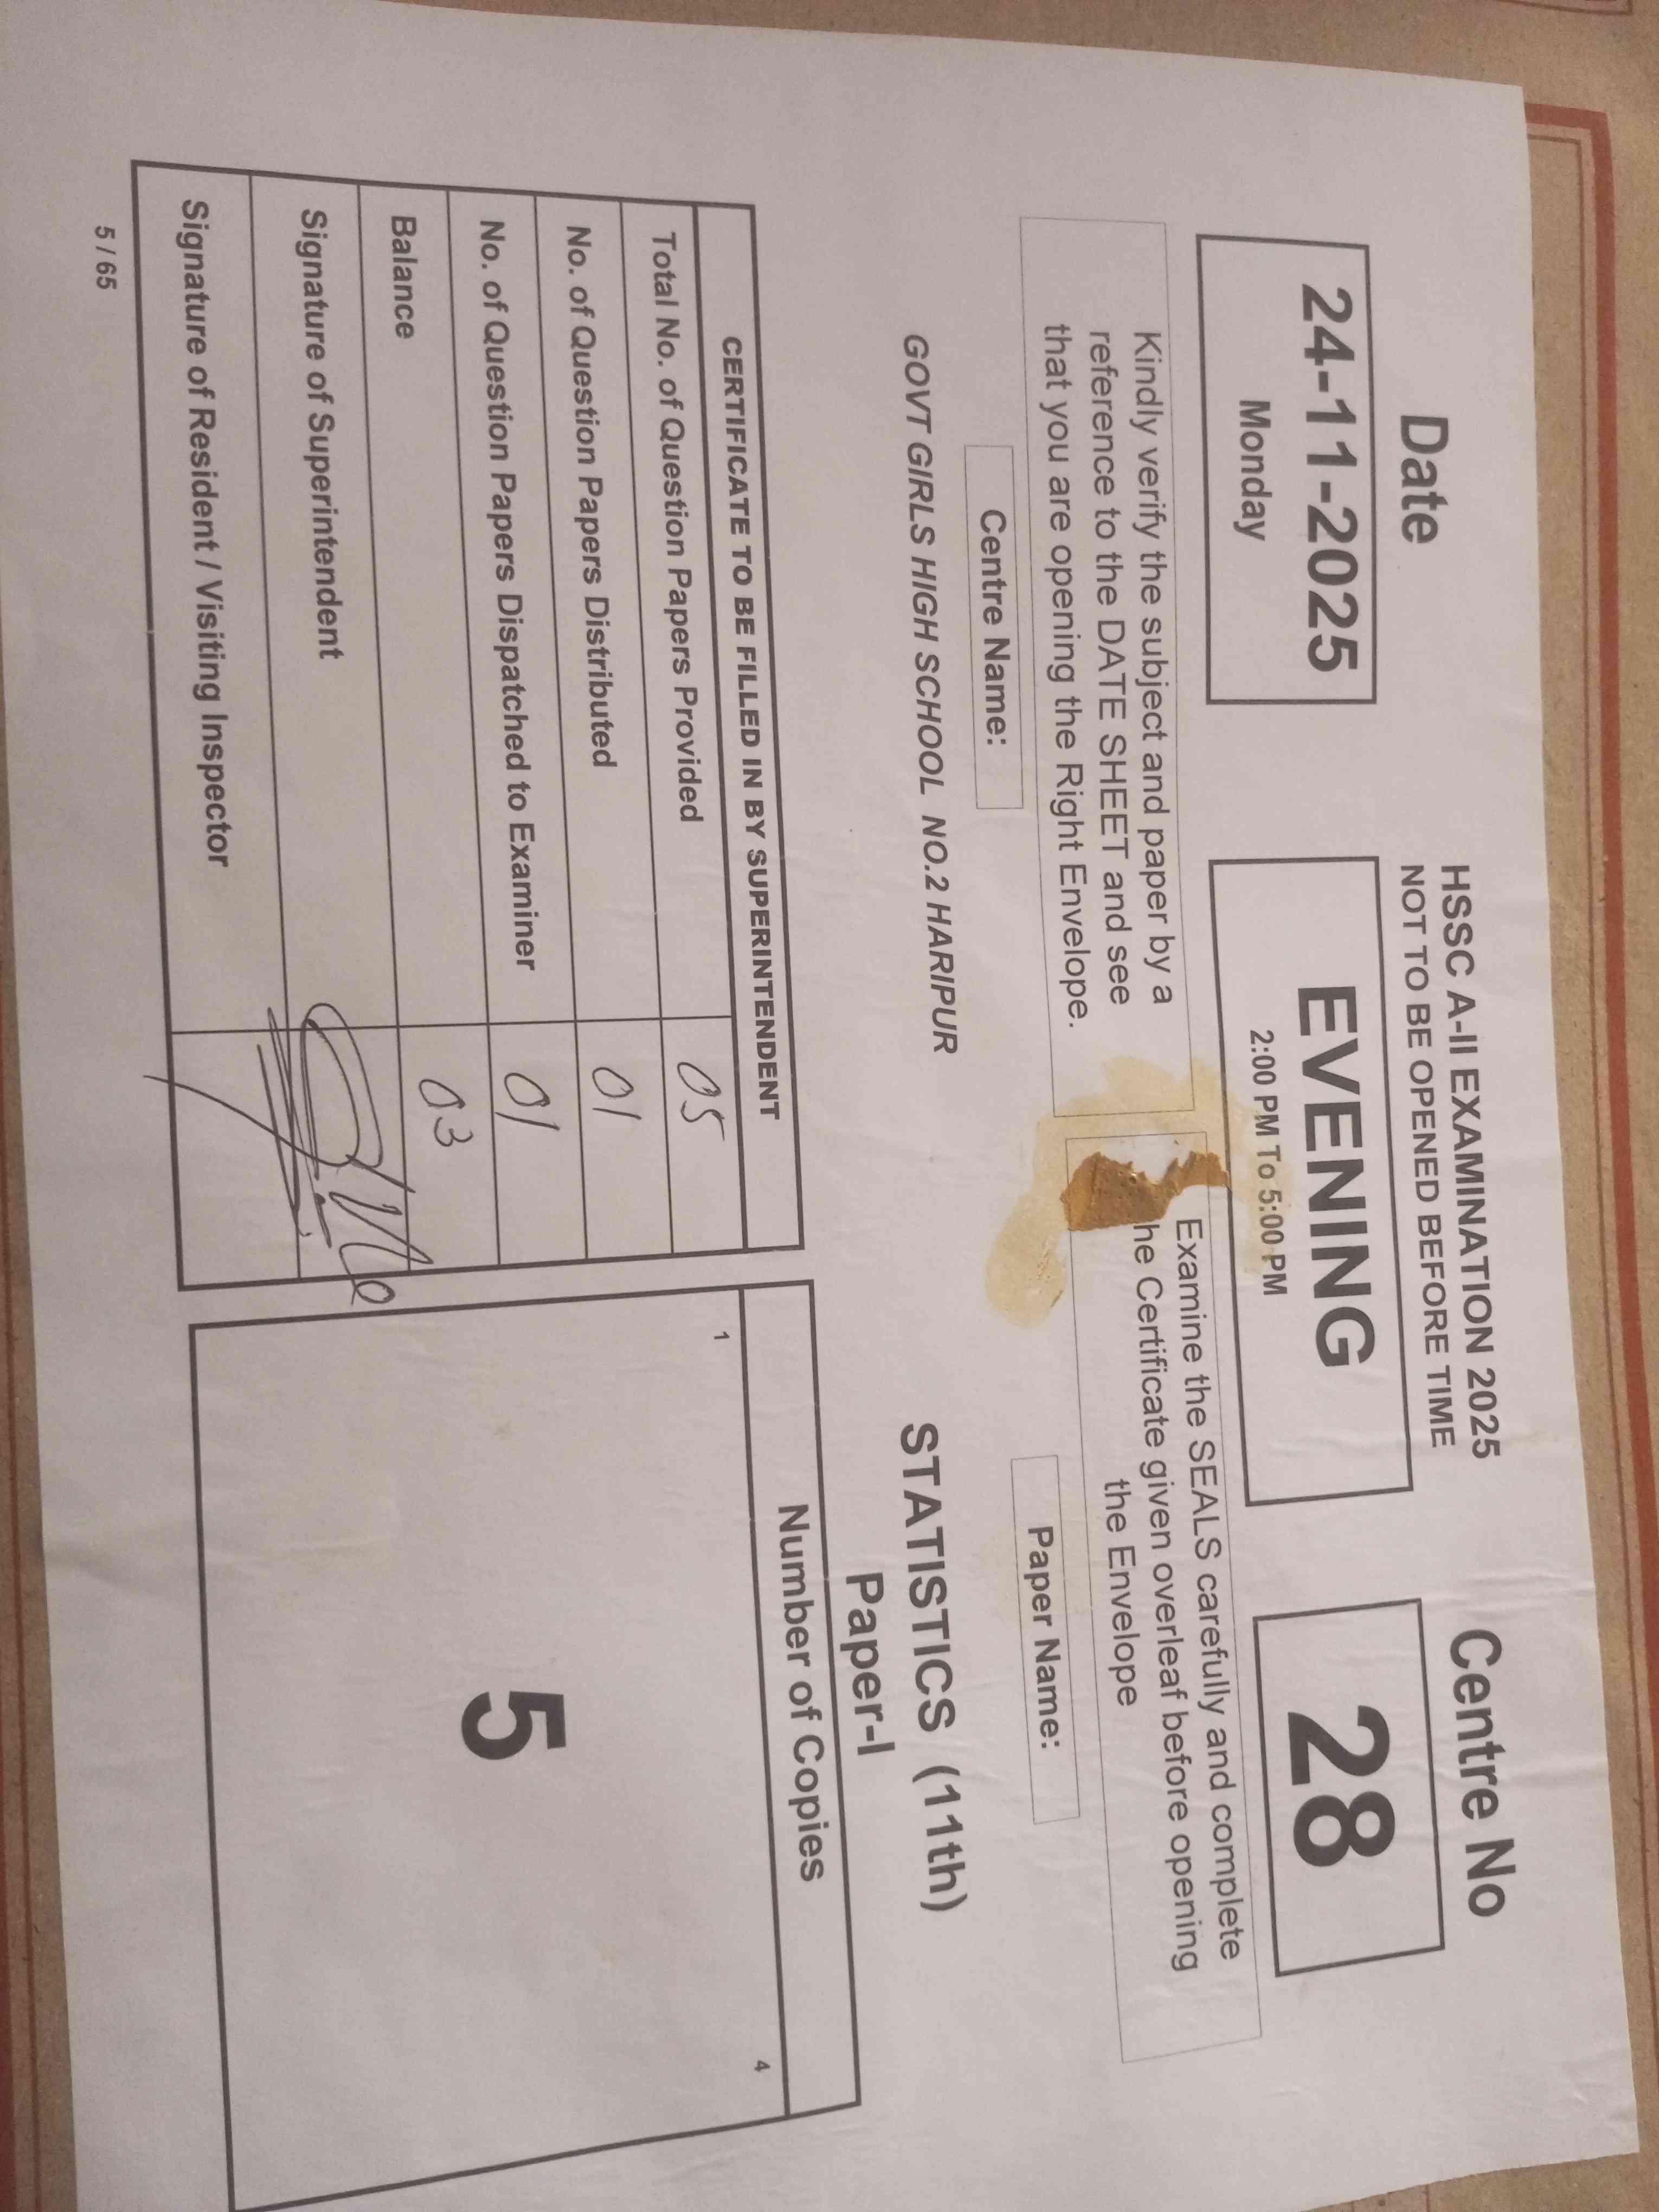 Date
24-11-2025
Monday
HSSC A-II EXAMINATION 2025
NOT TO BE OPENED BEFORE TIME
EVENING
2:00 PM To 5:00 PM
Centre No
28
Kindly verify the subject and paper by a
reference to the DATE SHEET and see
that you are opening the Right Envelope.
Examine the SEALS carefully and complete
he Certificate given overleaf before opening
the Envelope
Centre Name:
GOVT GIRLS HIGH SCHOOL NO.2 HARIPUR
Paper Name:
STATISTICS (11th)
Paper-I
CERTIFICATE TO BE FILLED IN BY SUPERINTENDENT
Total No. of Question Papers Provided 05
No. of Question Papers Distributed 01
No. of Question Papers Dispatched to Examiner 01
Balance 03
Signature of Superintendent
Signature of Resident / Visiting Inspector
Number of Copies
1
4
5
5 / 65